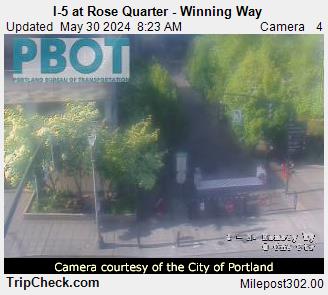 I-5 at Rose Quarter - Winning Way
Updated May 30 2024 8:23 AM Camera 4
PBOT
PORTLAND BUREAU OF TRANSPORTATION
Camera courtesy of the City of Portland
TripCheck.com Milepost302.00